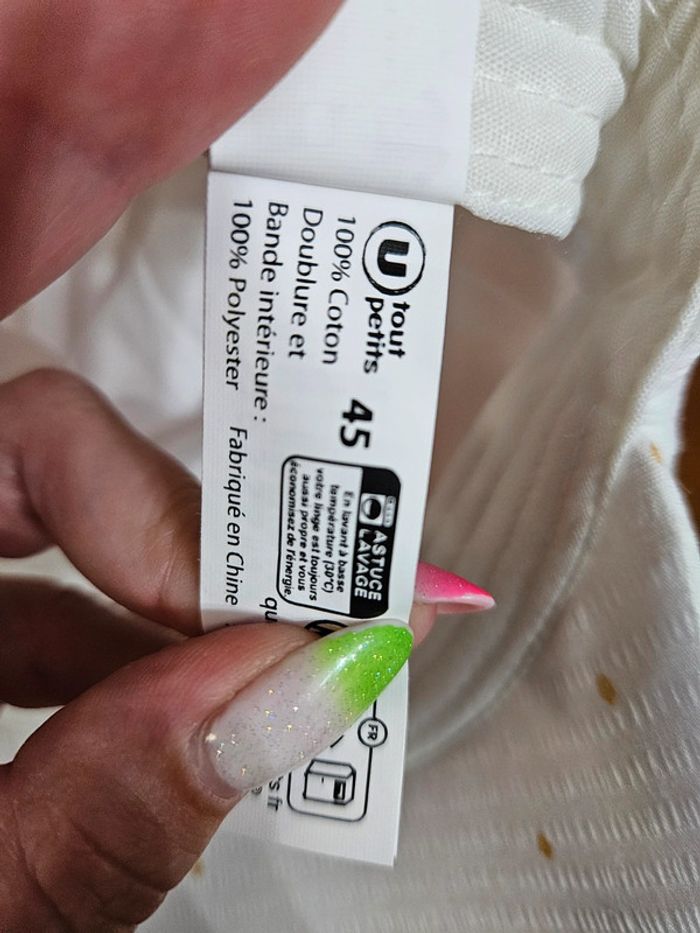 U tout
petits
45
100% Coton
Doublure et
Bande intérieure :
100% Polyester
Fabriqué en Chine
ASTUCE
LAVAGE
En lavant à basse
température (30°C)
votre linge est toujours
aussi propre et vous
économisez de l'énergie.
FR